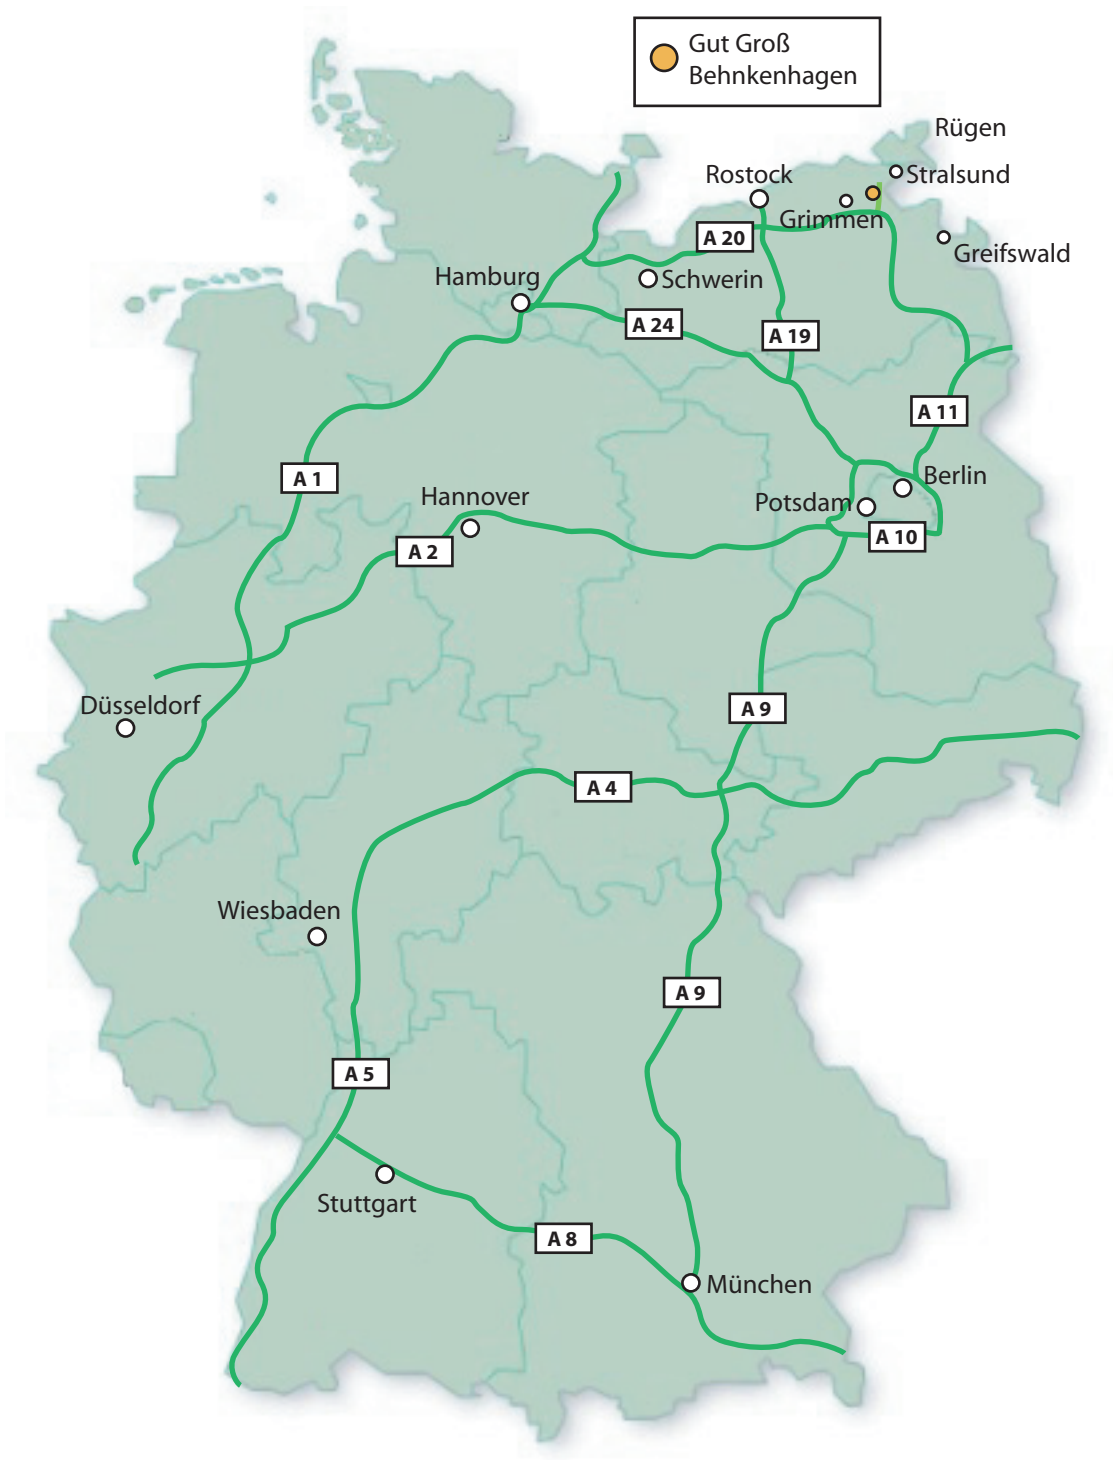 Gut Groß
Behnkenhagen
Rügen
Rostock
Stralsund
Grimmen
A 20
Greifswald
Hamburg
Schwerin
A 24
A 19
A 11
A 1
Hannover
Berlin
Potsdam
A 2
A 10
Düsseldorf
A 9
A 4
Wiesbaden
A 9
A 5
Stuttgart
A 8
München